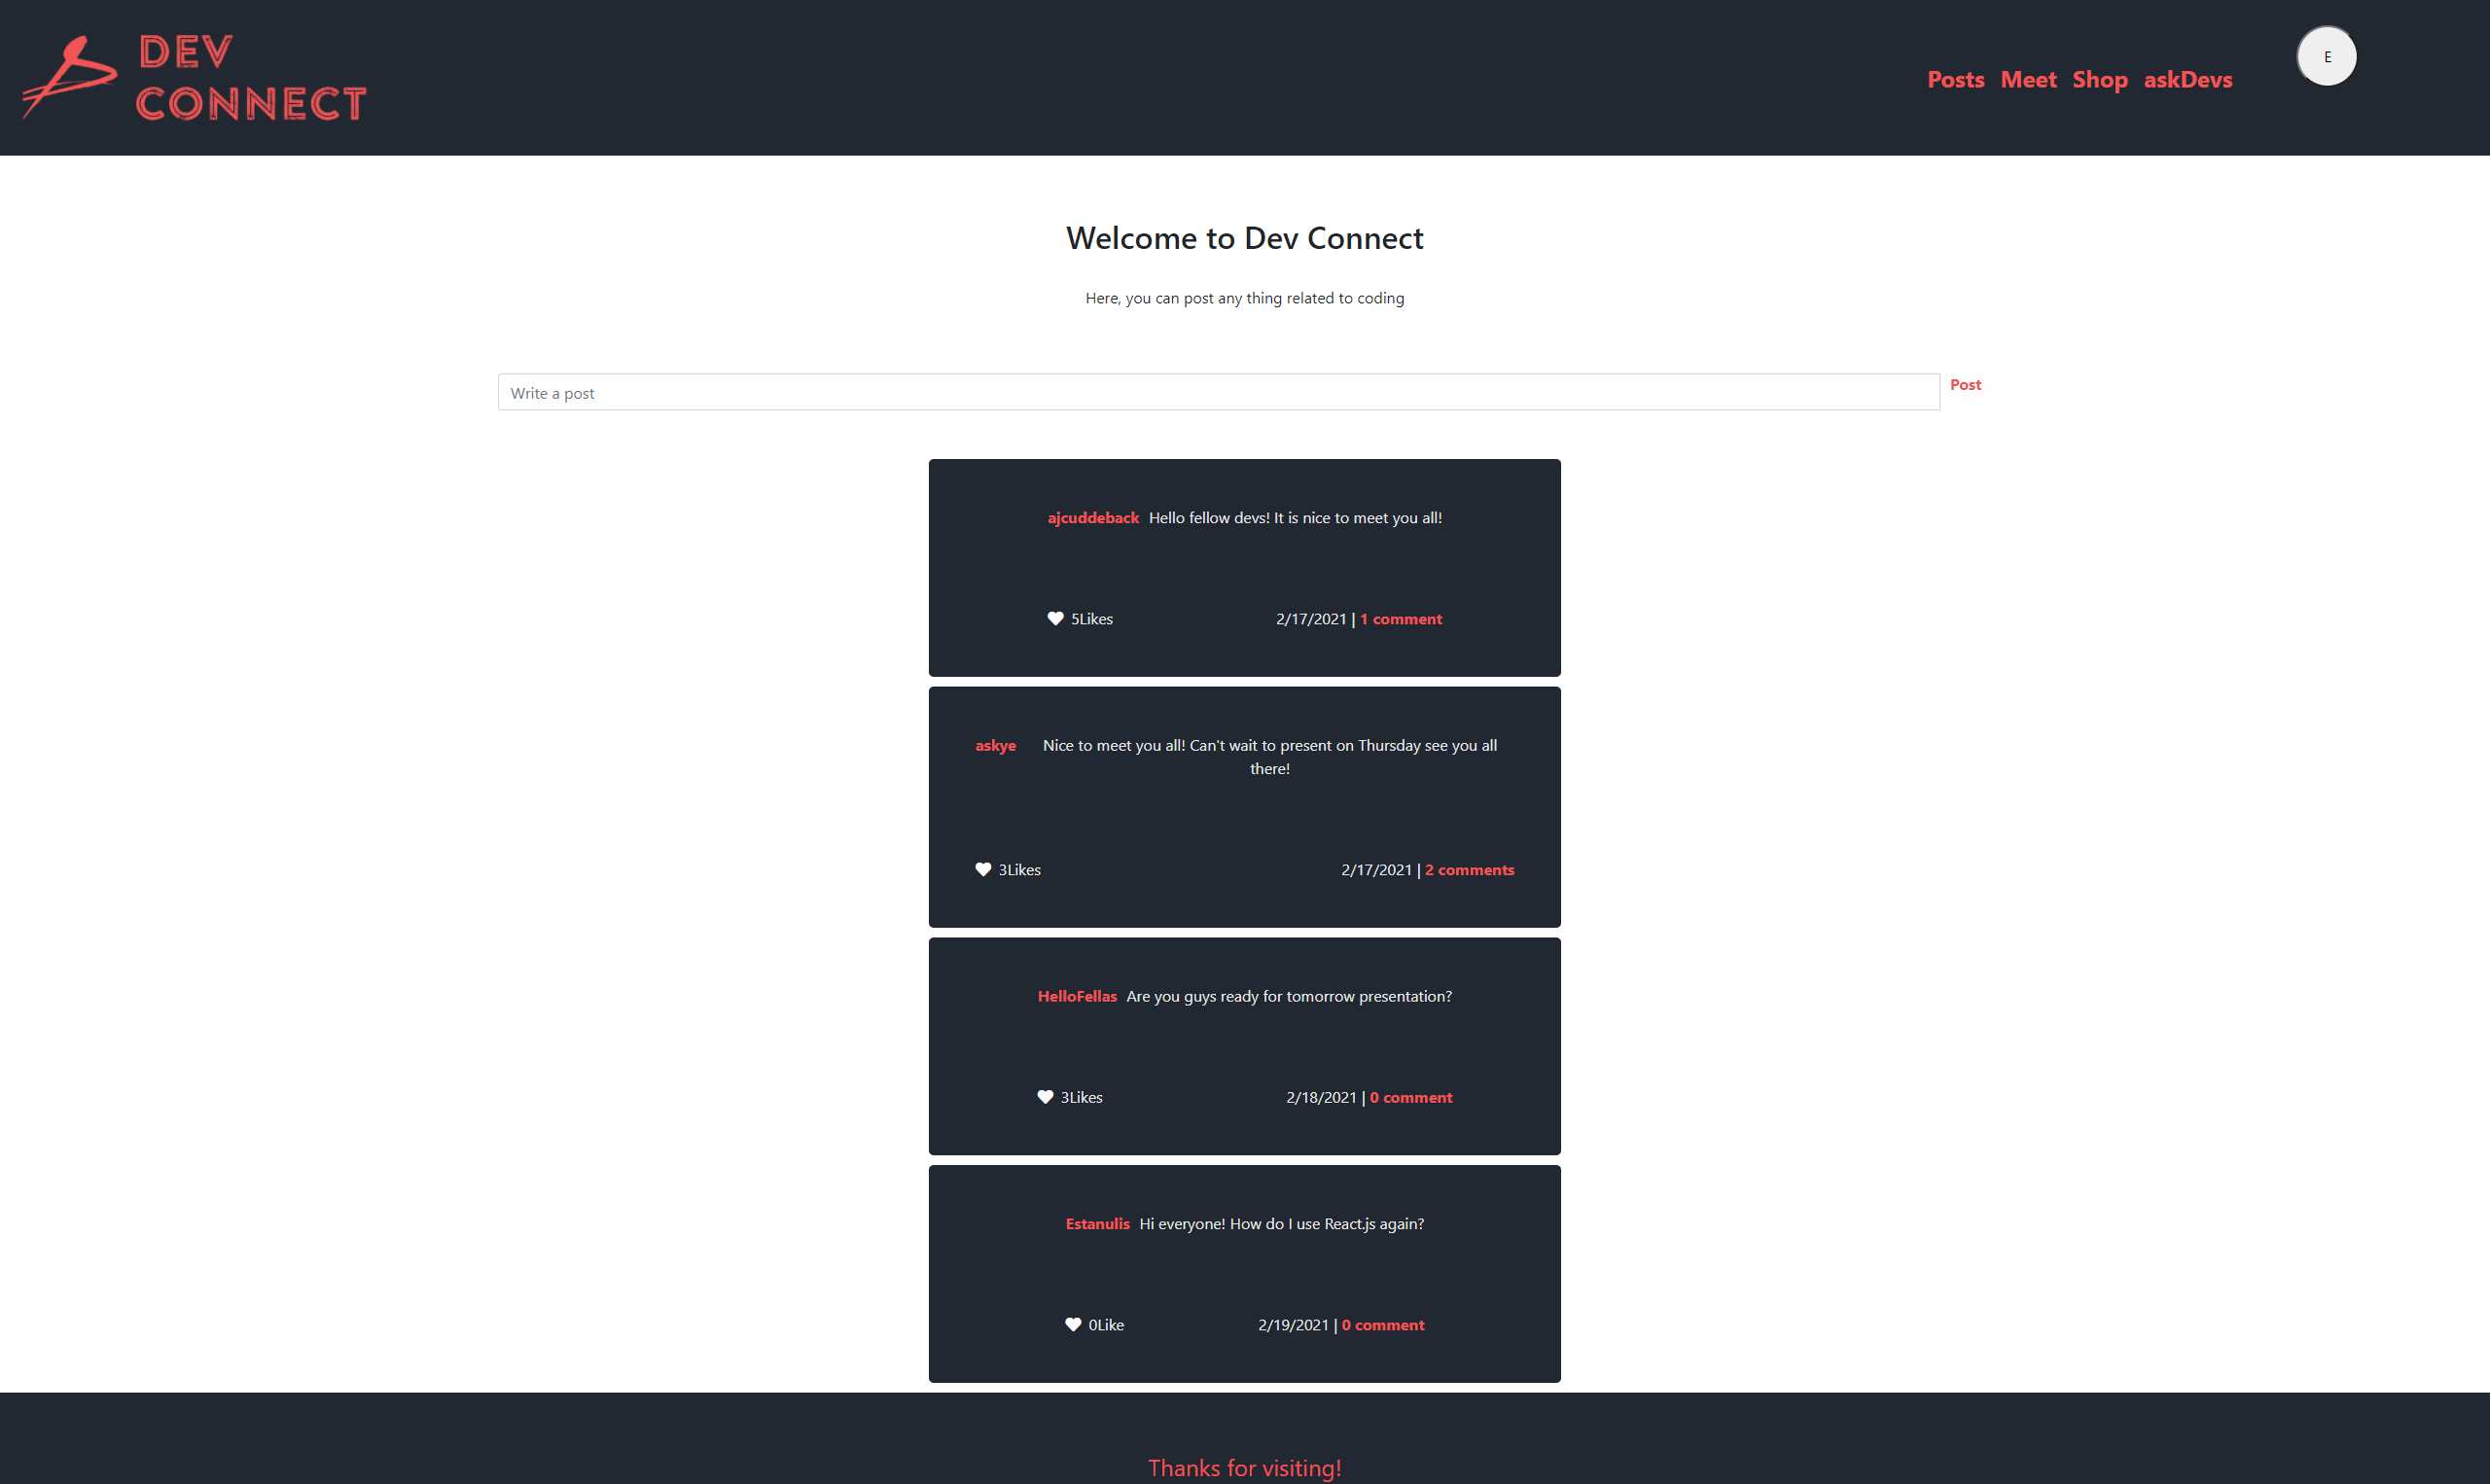 DEV
CONNECT
Posts Meet Shop askDevs
E
Welcome to Dev Connect
Here, you can post any thing related to coding
Write a post
Post
ajcuddeback Hello fellow devs! It is nice to meet you all!
5Likes 2/17/2021 | 1 comment
askye Nice to meet you all! Can't wait to present on Thursday see you all
there!
3Likes 2/17/2021 | 2 comments
HelloFellas Are you guys ready for tomorrow presentation?
3Likes 2/18/2021 | 0 comment
Estanulis Hi everyone! How do I use React.js again?
0Like 2/19/2021 | 0 comment
Thanks for visiting!